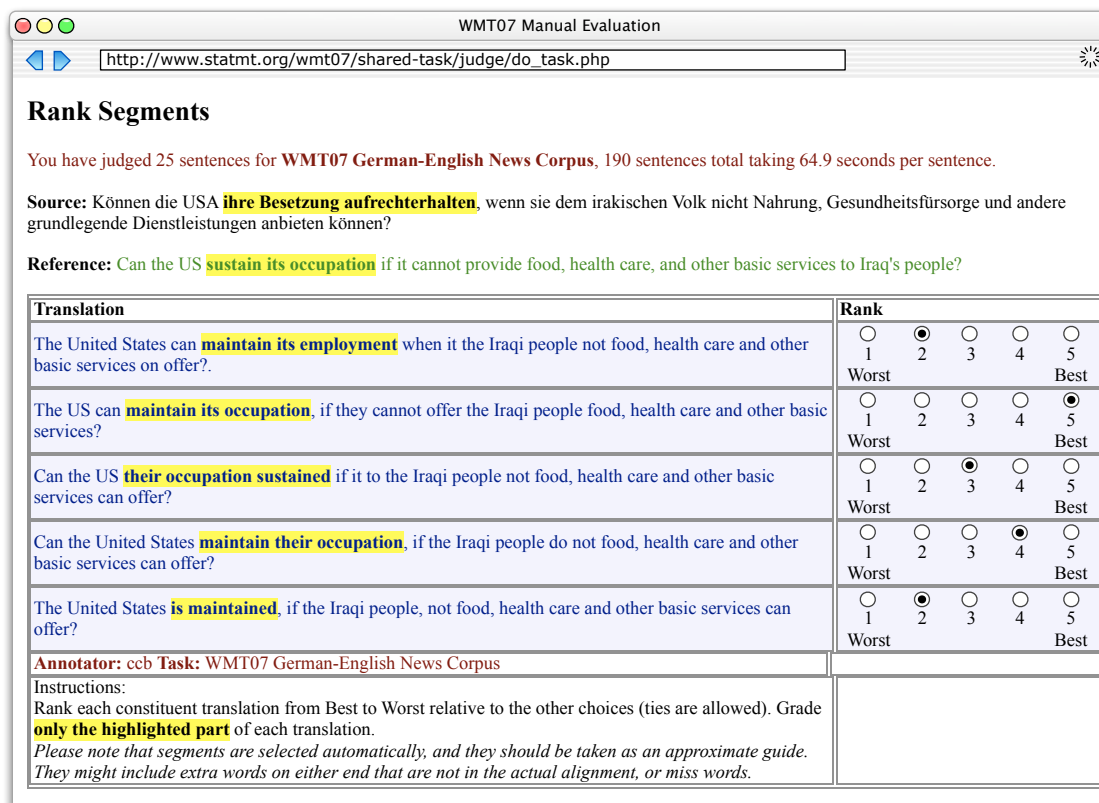 WMT07 Manual Evaluation
http://www.statmt.org/wmt07/shared-task/judge/do_task.php
Rank Segments
You have judged 25 sentences for WMT07 German-English News Corpus, 190 sentences total taking 64.9 seconds per sentence.
Source: Können die USA ihre Besetzung aufrechterhalten, wenn sie dem irakischen Volk nicht Nahrung, Gesundheitsfürsorge und andere
grundlegende Dienstleistungen anbieten können?
Reference: Can the US sustain its occupation if it cannot provide food, health care, and other basic services to Iraq's people?
Translation Rank
The United States can maintain its employment when it the Iraqi people not food, health care and other
basic services on offer?.
1 2 3 4 5
Worst Best
The US can maintain its occupation, if they cannot offer the Iraqi people food, health care and other basic
services?
1 2 3 4 5
Worst Best
Can the US their occupation sustained if it to the Iraqi people not food, health care and other basic
services can offer?
1 2 3 4 5
Worst Best
Can the United States maintain their occupation, if the Iraqi people do not food, health care and other
basic services can offer?
1 2 3 4 5
Worst Best
The United States is maintained, if the Iraqi people, not food, health care and other basic services can
offer?
1 2 3 4 5
Worst Best
Annotator: ccb Task: WMT07 German-English News Corpus
Instructions:
Rank each constituent translation from Best to Worst relative to the other choices (ties are allowed). Grade
only the highlighted part of each translation.
Please note that segments are selected automatically, and they should be taken as an approximate guide.
They might include extra words on either end that are not in the actual alignment, or miss words.